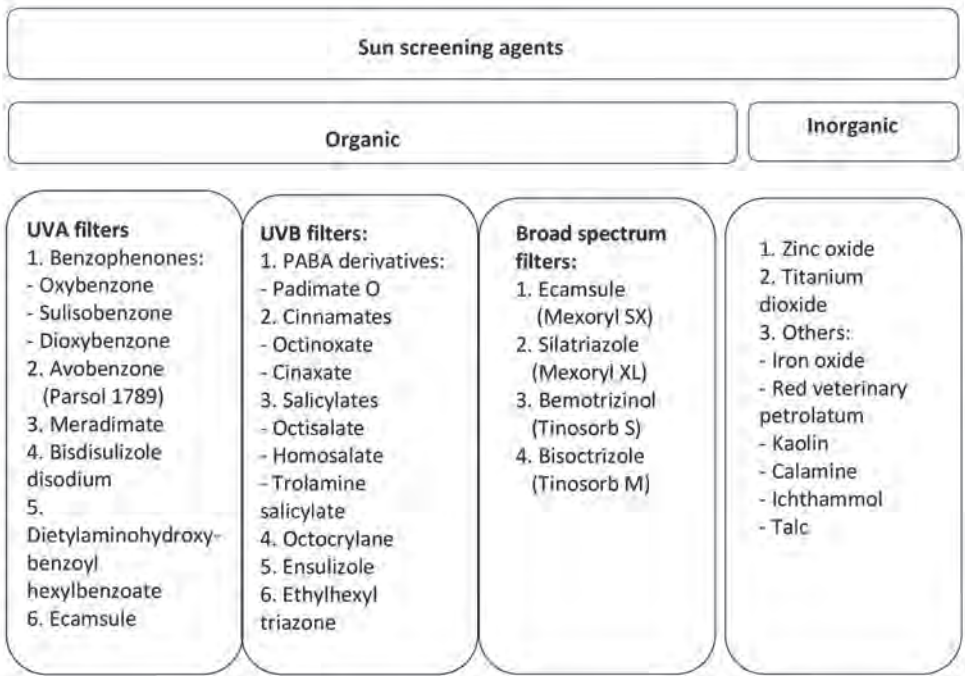 Sun screening agents
Organic
Inorganic
UVA filters
1. Benzophenones:
- Oxybenzone
- Sulisobenzone
- Dioxybenzone
2. Avobenzone
(Parsol 1789)
3. Meradimate
4. Bisdisulizole
disodium
5.
Dietylaminohydroxy-
benzoyl
hexylbenzoate
6. Ecamsule
UVB filters:
1. PABA derivatives:
- Padimate O
2. Cinnamates
- Octinoxate
- Cinaxate
3. Salicylates
- Octisalate
- Homosalate
- Trolamine
salicylate
4. Octocrylane
5. Ensulizole
6. Ethylhexyl
triazone
Broad spectrum
filters:
1. Ecamsule
(Mexoryl SX)
2. Silatriazole
(Mexoryl XL)
3. Bemotrizinol
(Tinosorb S)
4. Bisoctrizole
(Tinosorb M)
1. Zinc oxide
2. Titanium
dioxide
3. Others:
- Iron oxide
- Red veterinary
petrolatum
- Kaolin
- Calamine
- Ichthammol
- Talc